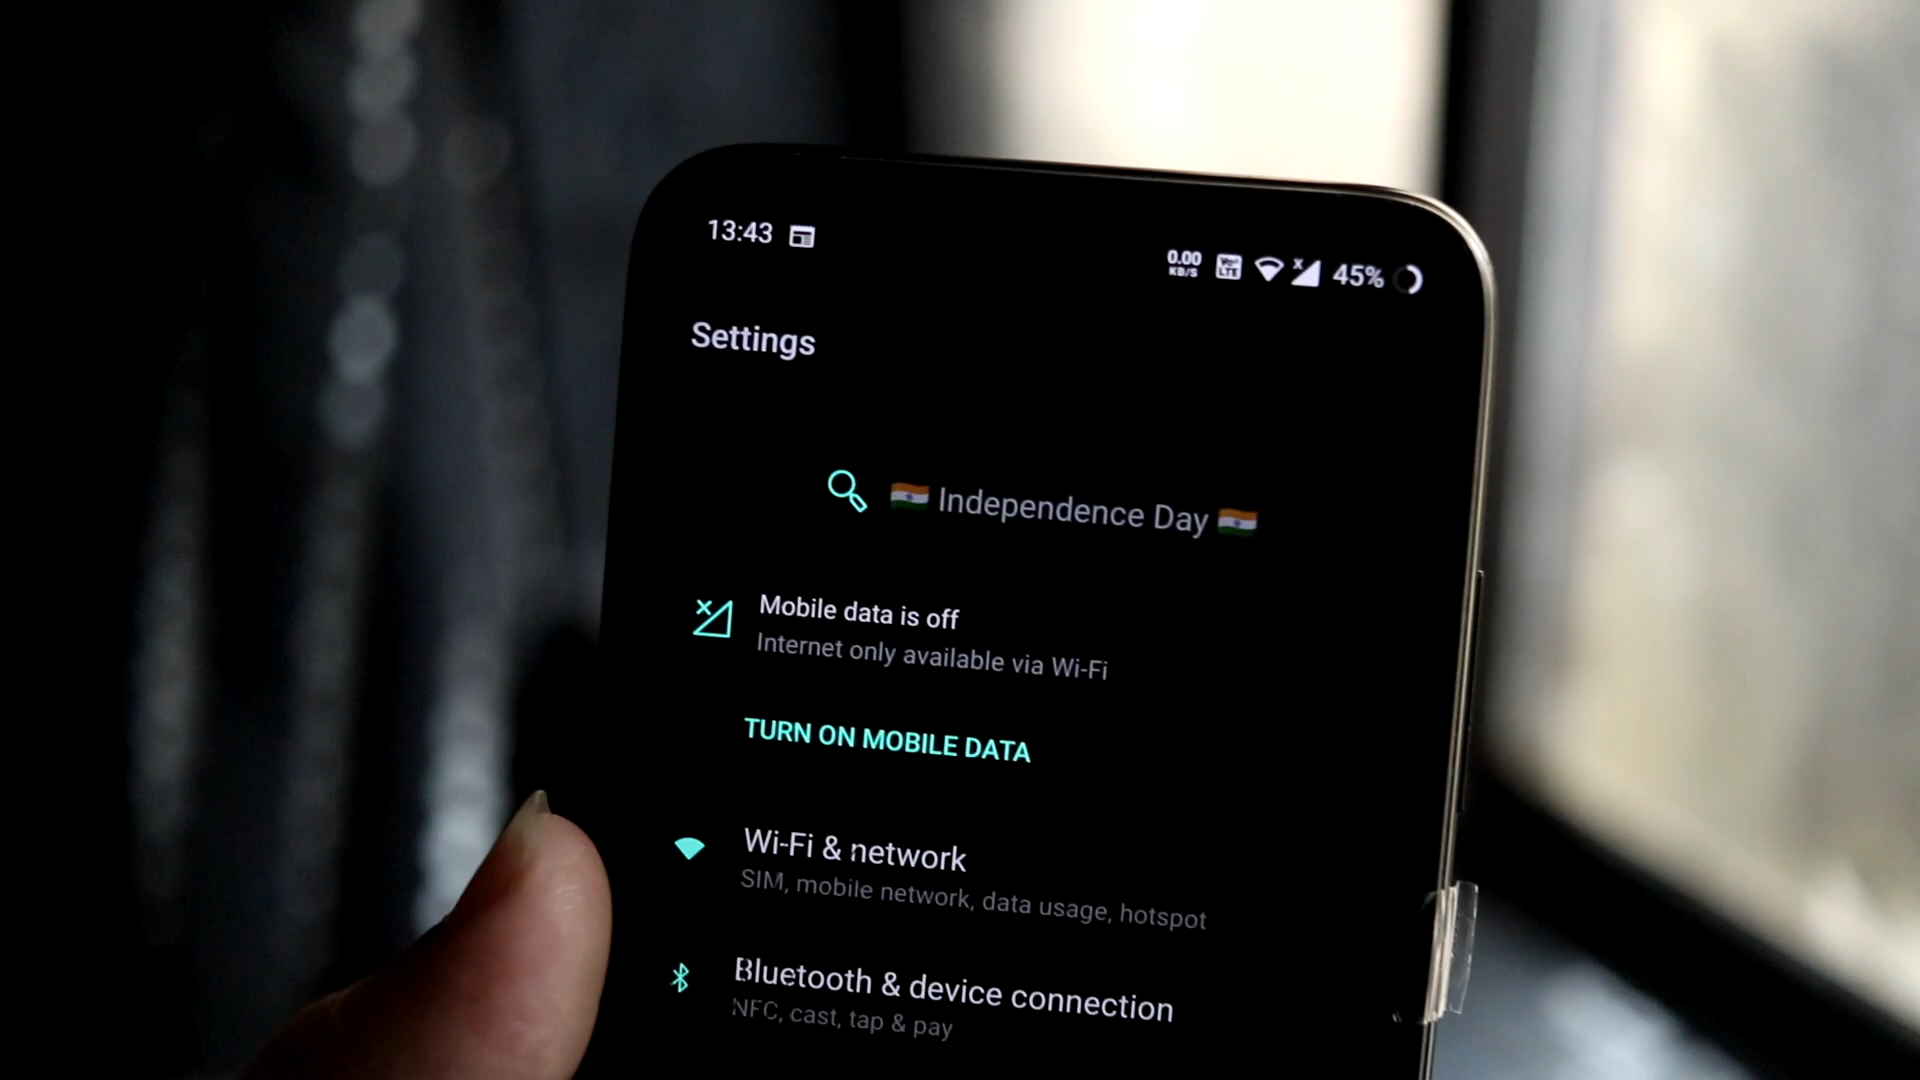 13:43
0.00 KB/S VoLTE x 45%
Settings
🇮🇳 Independence Day 🇮🇳
Mobile data is off
Internet only available via Wi-Fi
TURN ON MOBILE DATA
Wi-Fi & network
SIM, mobile network, data usage, hotspot
Bluetooth & device connection
NFC, cast, tap & pay